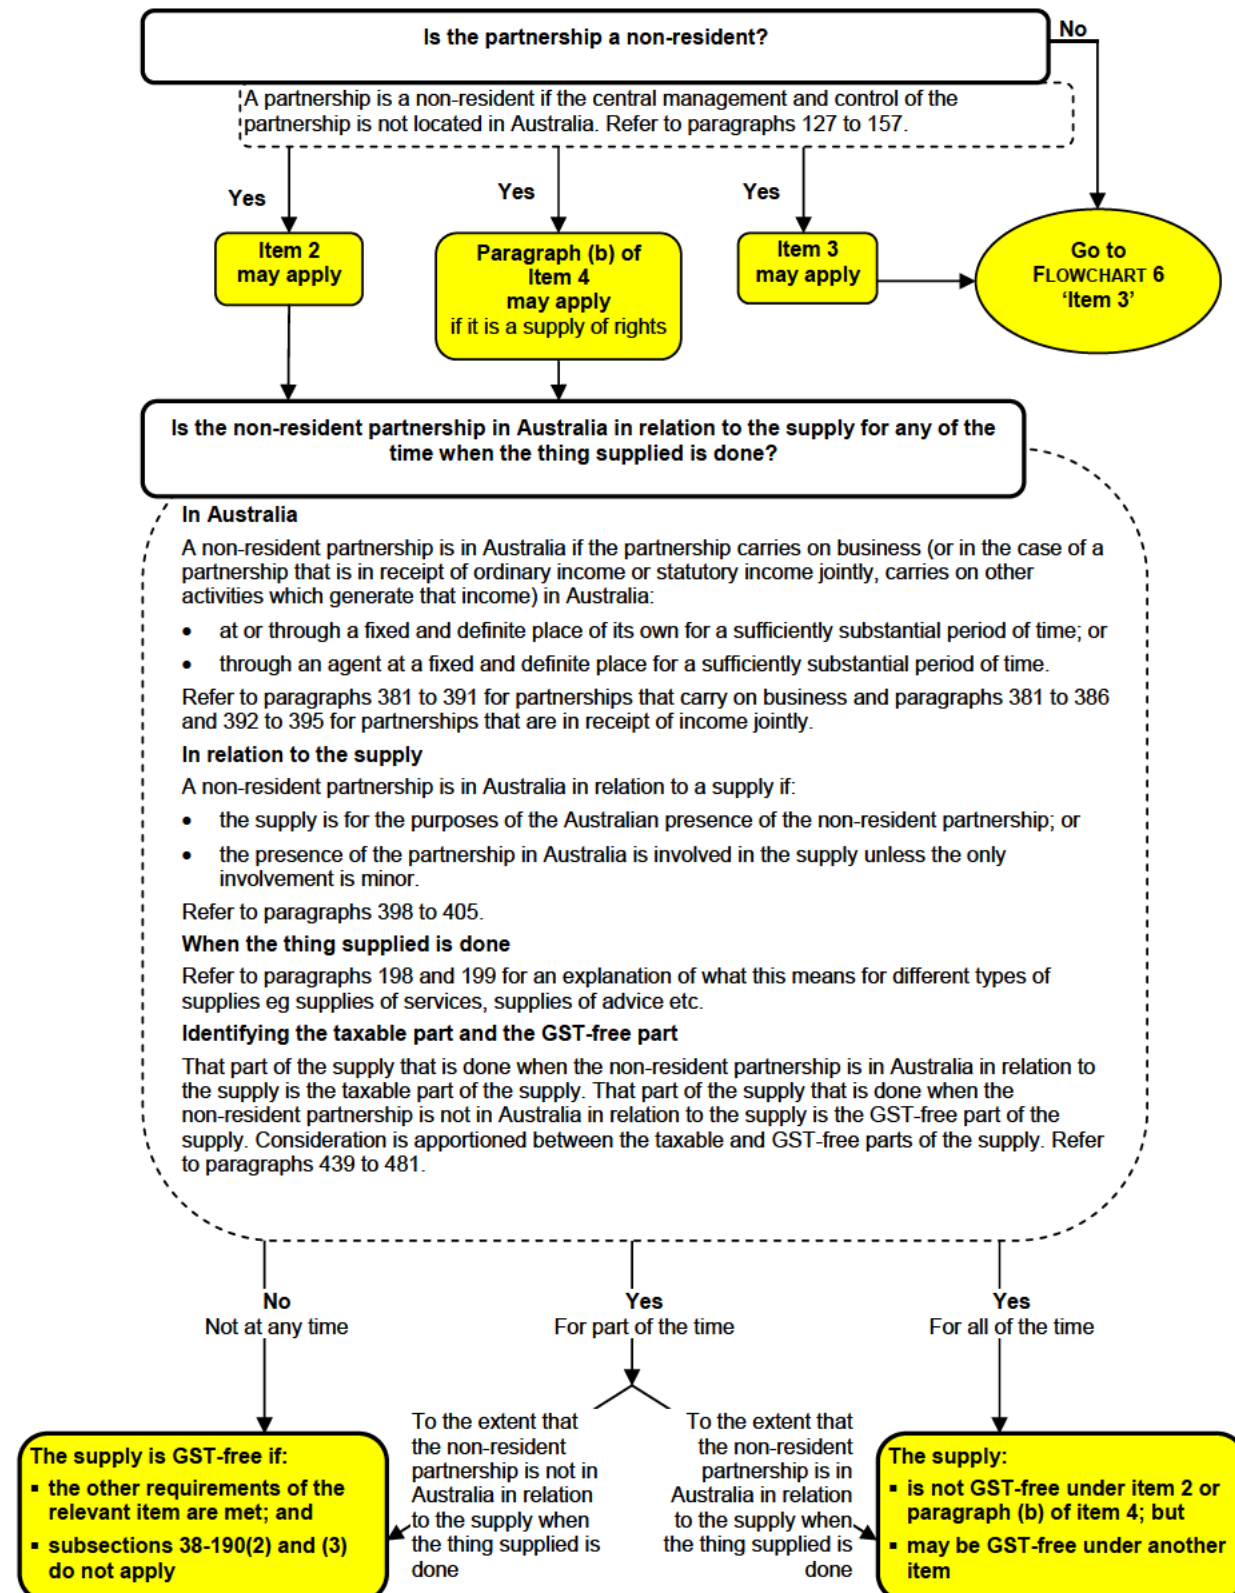 Is the partnership a non-resident?
No
A partnership is a non-resident if the central management and control of the
partnership is not located in Australia. Refer to paragraphs 127 to 157.
Yes
Yes
Yes
Item 2
may apply
Paragraph (b) of
Item 4
may apply
if it is a supply of rights
Item 3
may apply
Go to
FLOWCHART 6
‘Item 3’
Is the non-resident partnership in Australia in relation to the supply for any of the
time when the thing supplied is done?
In Australia
A non-resident partnership is in Australia if the partnership carries on business (or in the case of a
partnership that is in receipt of ordinary income or statutory income jointly, carries on other
activities which generate that income) in Australia:
• at or through a fixed and definite place of its own for a sufficiently substantial period of time; or
• through an agent at a fixed and definite place for a sufficiently substantial period of time.
Refer to paragraphs 381 to 391 for partnerships that carry on business and paragraphs 381 to 386
and 392 to 395 for partnerships that are in receipt of income jointly.
In relation to the supply
A non-resident partnership is in Australia in relation to a supply if:
• the supply is for the purposes of the Australian presence of the non-resident partnership; or
• the presence of the partnership in Australia is involved in the supply unless the only
involvement is minor.
Refer to paragraphs 398 to 405.
When the thing supplied is done
Refer to paragraphs 198 and 199 for an explanation of what this means for different types of
supplies eg supplies of services, supplies of advice etc.
Identifying the taxable part and the GST-free part
That part of the supply that is done when the non-resident partnership is in Australia in relation to
the supply is the taxable part of the supply. That part of the supply that is done when the
non-resident partnership is not in Australia in relation to the supply is the GST-free part of the
supply. Consideration is apportioned between the taxable and GST-free parts of the supply. Refer
to paragraphs 439 to 481.
No
Not at any time
Yes
For part of the time
Yes
For all of the time
The supply is GST-free if:
▪ the other requirements of the
relevant item are met; and
▪ subsections 38-190(2) and (3)
do not apply
To the extent that
the non-resident
partnership is not in
Australia in relation
to the supply when
the thing supplied is
done
To the extent that
the non-resident
partnership is in
Australia in relation
to the supply when
the thing supplied is
done
The supply:
▪ is not GST-free under item 2 or
paragraph (b) of item 4; but
▪ may be GST-free under another
item